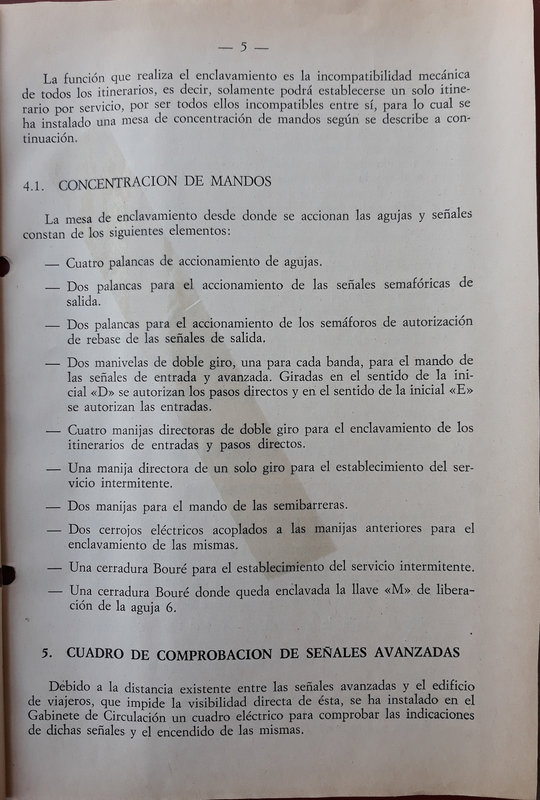 — 5 —
La función que realiza el enclavamiento es la incompatibilidad mecánica
de todos los itinerarios, es decir, solamente podrá establecerse un solo itine-
rario por servicio, por ser todos ellos incompatibles entre sí, para lo cual se
ha instalado una mesa de concentración de mandos según se describe a con-
tinuación.
4.1. CONCENTRACION DE MANDOS
La mesa de enclavamiento desde donde se accionan las agujas y señales
constan de los siguientes elementos:
— Cuatro palancas de accionamiento de agujas.
— Dos palancas para el accionamiento de las señales semafóricas de
salida.
— Dos palancas para el accionamiento de los semáforos de autorización
de rebase de las señales de salida.
— Dos manivelas de doble giro, una para cada banda, para el mando de
las señales de entrada y avanzada. Giradas en el sentido de la ini-
cial «D» se autorizan los pasos directos y en el sentido de la inicial «E»
se autorizan las entradas.
— Cuatro manijas directoras de doble giro para el enclavamiento de los
itinerarios de entradas y pasos directos.
— Una manija directora de un solo giro para el establecimiento del ser-
vicio intermitente.
— Dos manijas para el mando de las semibarreras.
— Dos cerrojos eléctricos acoplados a las manijas anteriores para el
enclavamiento de las mismas.
— Una cerradura Bouré para el establecimiento del servicio intermitente.
— Una cerradura Bouré donde queda enclavada la llave «M» de libera-
ción de la aguja 6.
5. CUADRO DE COMPROBACION DE SEÑALES AVANZADAS
Debido a la distancia existente entre las señales avanzadas y el edificio
de viajeros, que impide la visibilidad directa de ésta, se ha instalado en el
Gabinete de Circulación un cuadro eléctrico para comprobar las indicaciones
de dichas señales y el encendido de las mismas.